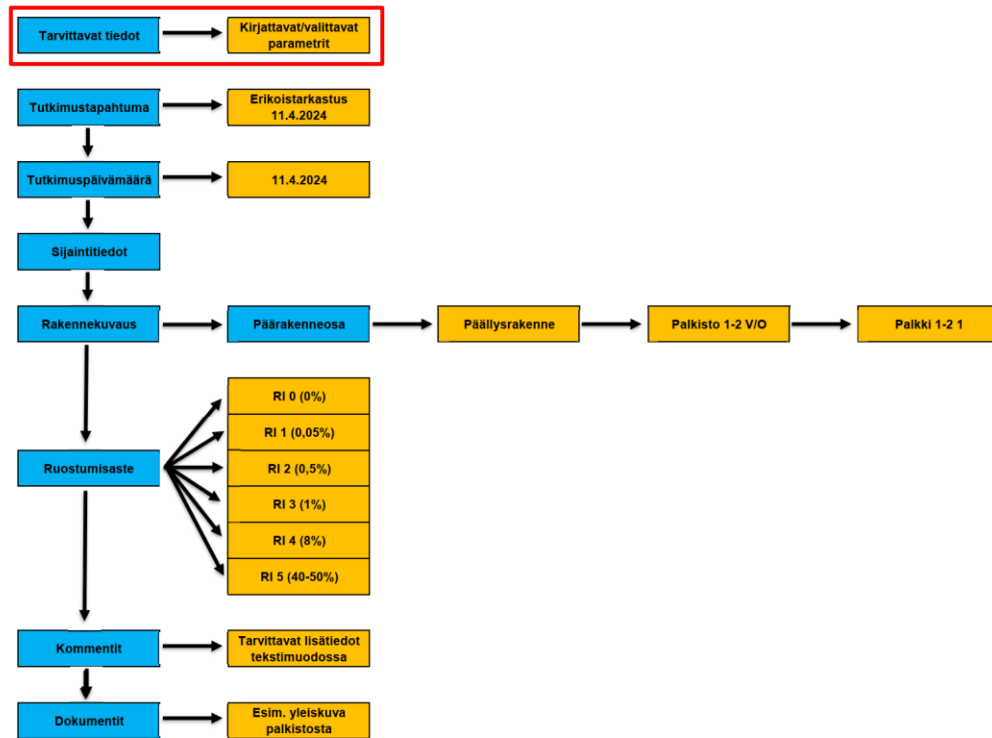 Tarvittavat tiedot
Kirjattavat/valittavat
parametrit
Tutkimustapahtuma
Erikoistarkastus
11.4.2024
Tutkimuspäivämäärä
11.4.2024
Sijaintitiedot
Rakennekuvaus
Päärakenneosa
Päällysrakenne
Palkisto 1-2 V/O
Palkki 1-2 1
Ruostumisaste
RI 0 (0%)
RI 1 (0,05%)
RI 2 (0,5%)
RI 3 (1%)
RI 4 (8%)
RI 5 (40-50%)
Kommentit
Tarvittavat lisätiedot
tekstimuodossa
Dokumentit
Esim. yleiskuva
palkistosta